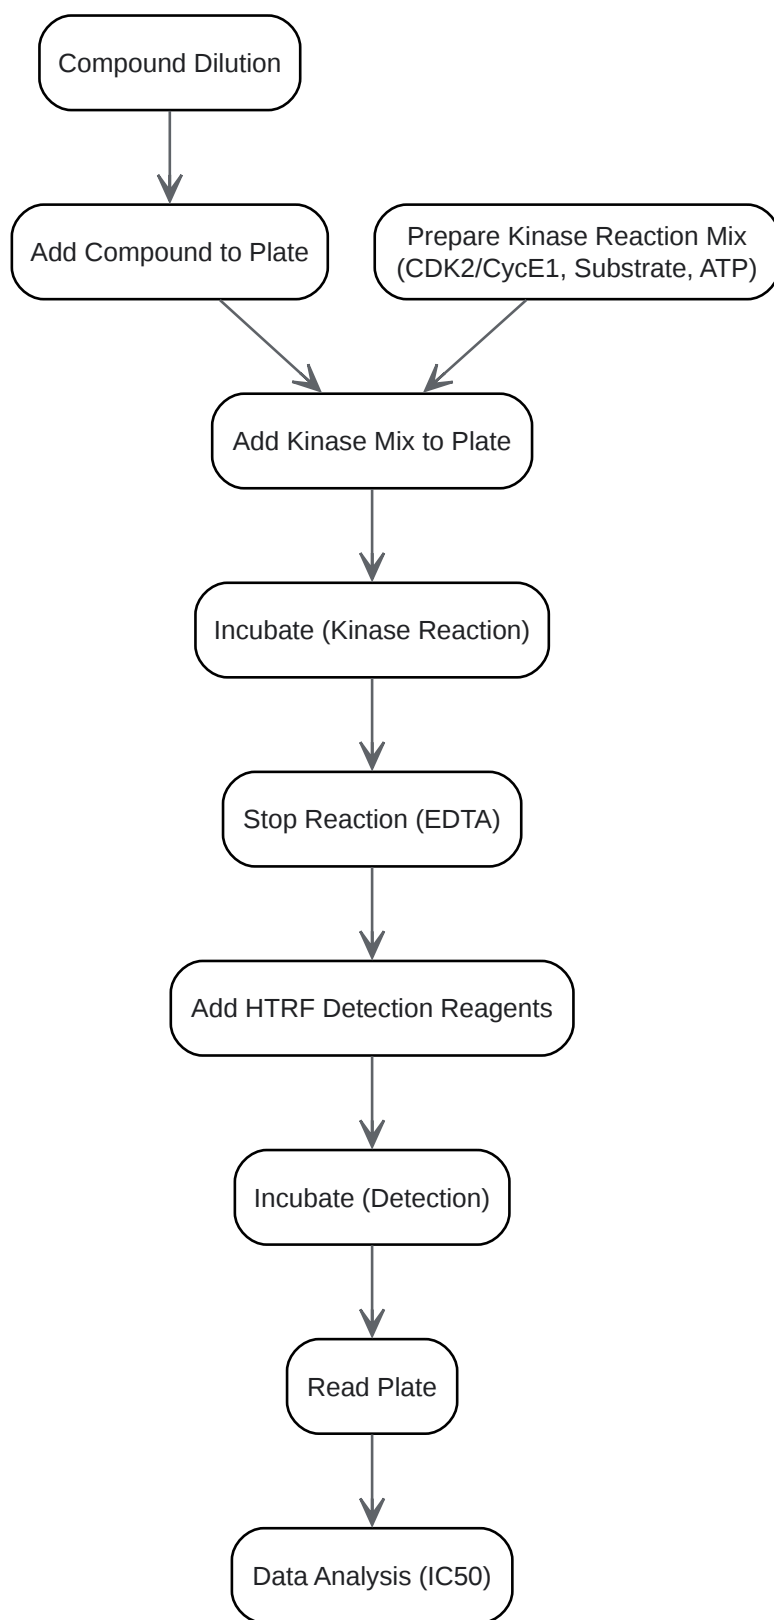 Compound Dilution
Add Compound to Plate
Prepare Kinase Reaction Mix
(CDK2/CycE1, Substrate, ATP)
Add Kinase Mix to Plate
Incubate (Kinase Reaction)
Stop Reaction (EDTA)
Add HTRF Detection Reagents
Incubate (Detection)
Read Plate
Data Analysis (IC50)